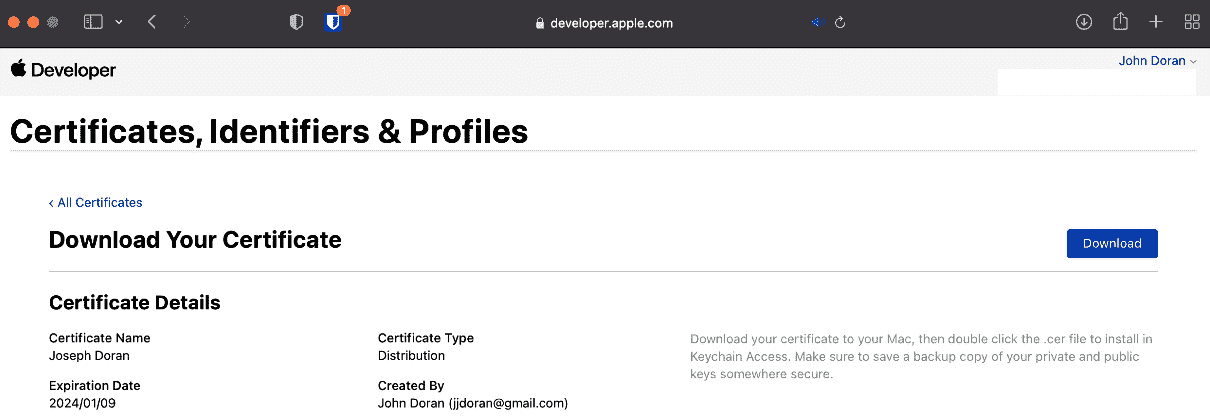 1
developer.apple.com
Developer
John Doran
Certificates, Identifiers & Profiles
‹ All Certificates
Download Your Certificate
Download
Certificate Details
Certificate Name
Joseph Doran
Certificate Type
Distribution
Download your certificate to your Mac, then double click the .cer file to install in
Keychain Access. Make sure to save a backup copy of your private and public
keys somewhere secure.
Expiration Date
2024/01/09
Created By
John Doran (jjdoran@gmail.com)